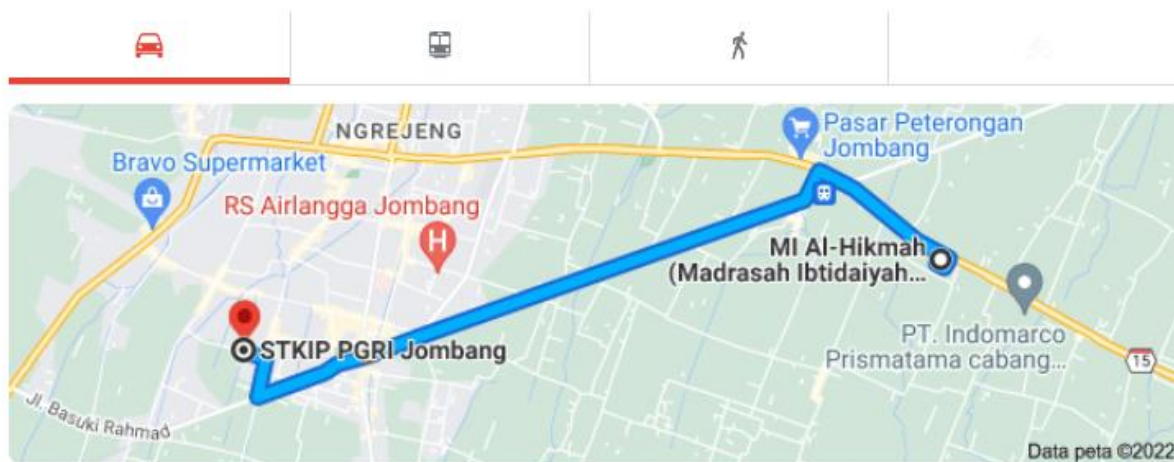 NGREJENG
Pasar Peterongan
Jombang
Bravo Supermarket
RS Airlangga Jombang
H
MI Al-Hikmah
(Madrasah Ibtidaiyah...
STKIP PGRI Jombang
PT. Indomarco
Prismatama cabang...
15
Jl. Basuki Rahmad
Data peta ©2022